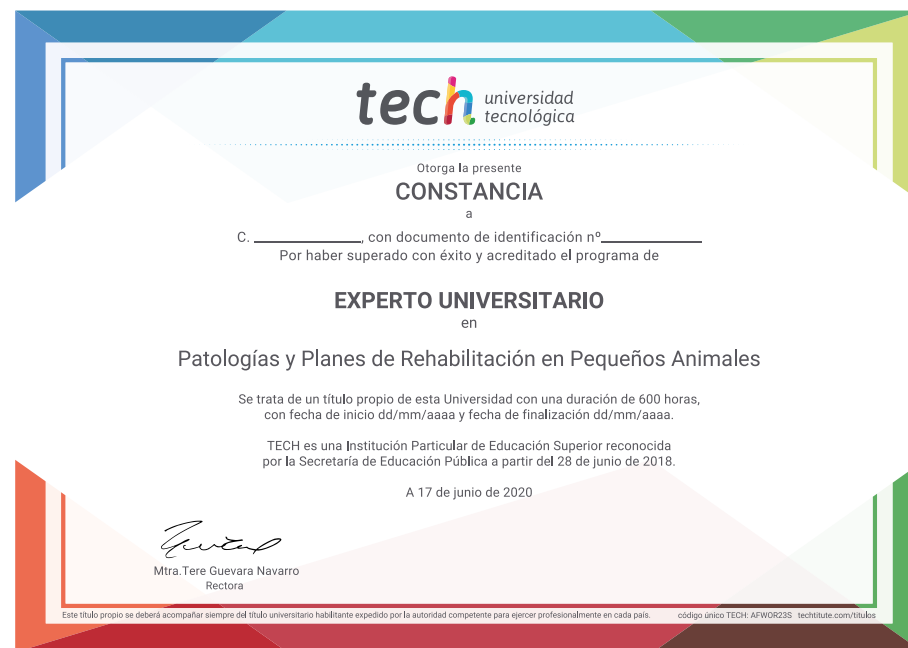 tech universidad
tecnológica
Otorga la presente
CONSTANCIA
a
C. ____________, con documento de identificación nº____________
Por haber superado con éxito y acreditado el programa de
EXPERTO UNIVERSITARIO
en
Patologías y Planes de Rehabilitación en Pequeños Animales
Se trata de un título propio de esta Universidad con una duración de 600 horas,
con fecha de inicio dd/mm/aaaa y fecha de finalización dd/mm/aaaa.
TECH es una Institución Particular de Educación Superior reconocida
por la Secretaría de Educación Pública a partir del 28 de junio de 2018.
A 17 de junio de 2020
Mtra.Tere Guevara Navarro
Rectora
Este título propio se deberá acompañar siempre del título universitario habilitante expedido por la autoridad competente para ejercer profesionalmente en cada país. código único TECH: AFWOR23S techtitute.com/titulos